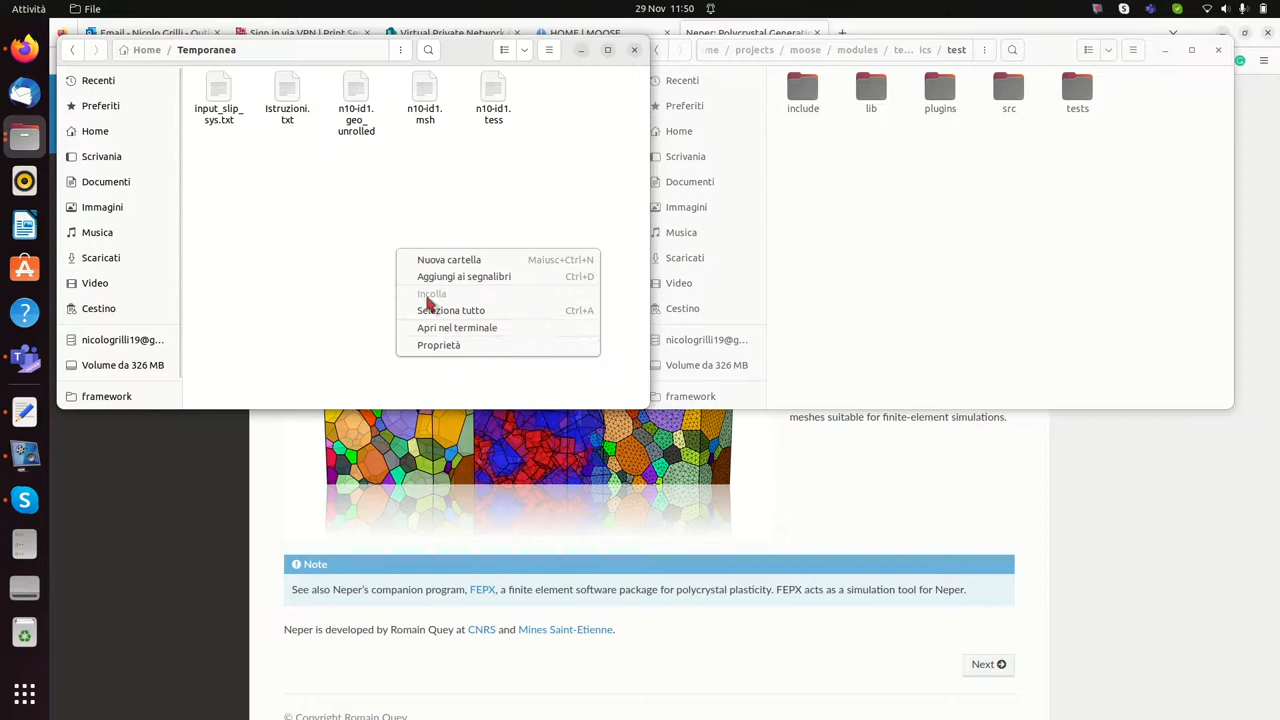 Attività
File
29 Nov 11:50
Email - Nicolo Grilli - Out
Sign in via VPN | Print Se
Virtual Private Network
HOME | MOOSE
Neper: Polycrystal Generati
Home / Temporanea
projects / moose / modules / te... ics / test
Recenti
Preferiti
Home
Scrivania
Documenti
Immagini
Musica
Scaricati
Video
Cestino
nicologrilli19@g...
Volume da 326 MB
framework
input_slip_
sys.txt
Istruzioni.
txt
n10-id1.
geo_
unrolled
n10-id1.
msh
n10-id1.
tess
Nuova cartella Maiusc+Ctrl+N
Aggiungi ai segnalibri Ctrl+D
Incolla
Seleziona tutto Ctrl+A
Apri nel terminale
Proprietà
Recenti
Preferiti
Home
Scrivania
Documenti
Immagini
Musica
Scaricati
Video
Cestino
nicologrilli19@g...
Volume da 326 MB
framework
include
lib
plugins
src
tests
meshes suitable for finite-element simulations.
Note
See also Neper's companion program, FEPX, a finite element software package for polycrystal plasticity. FEPX acts as a simulation tool for Neper.
Neper is developed by Romain Quey at CNRS and Mines Saint-Etienne.
Next
© Copyright Romain Quey